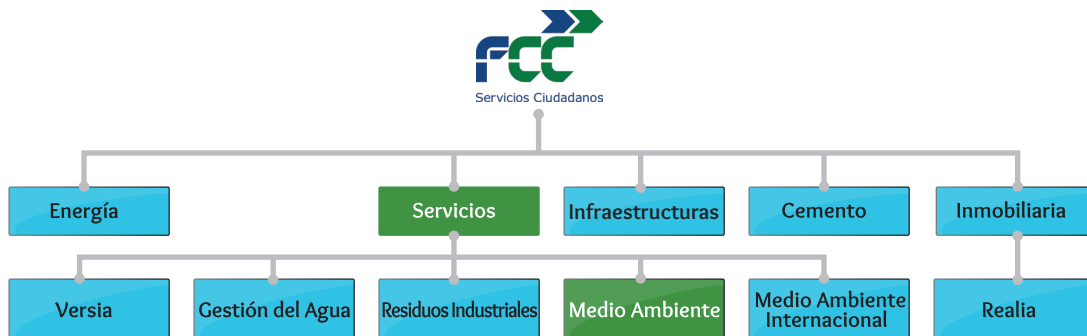 FCC
Servicios Ciudadanos
Energía
Servicios
Infraestructuras
Cemento
Inmobiliaria
Versia
Gestión del Agua
Residuos Industriales
Medio Ambiente
Medio Ambiente
Internacional
Realia